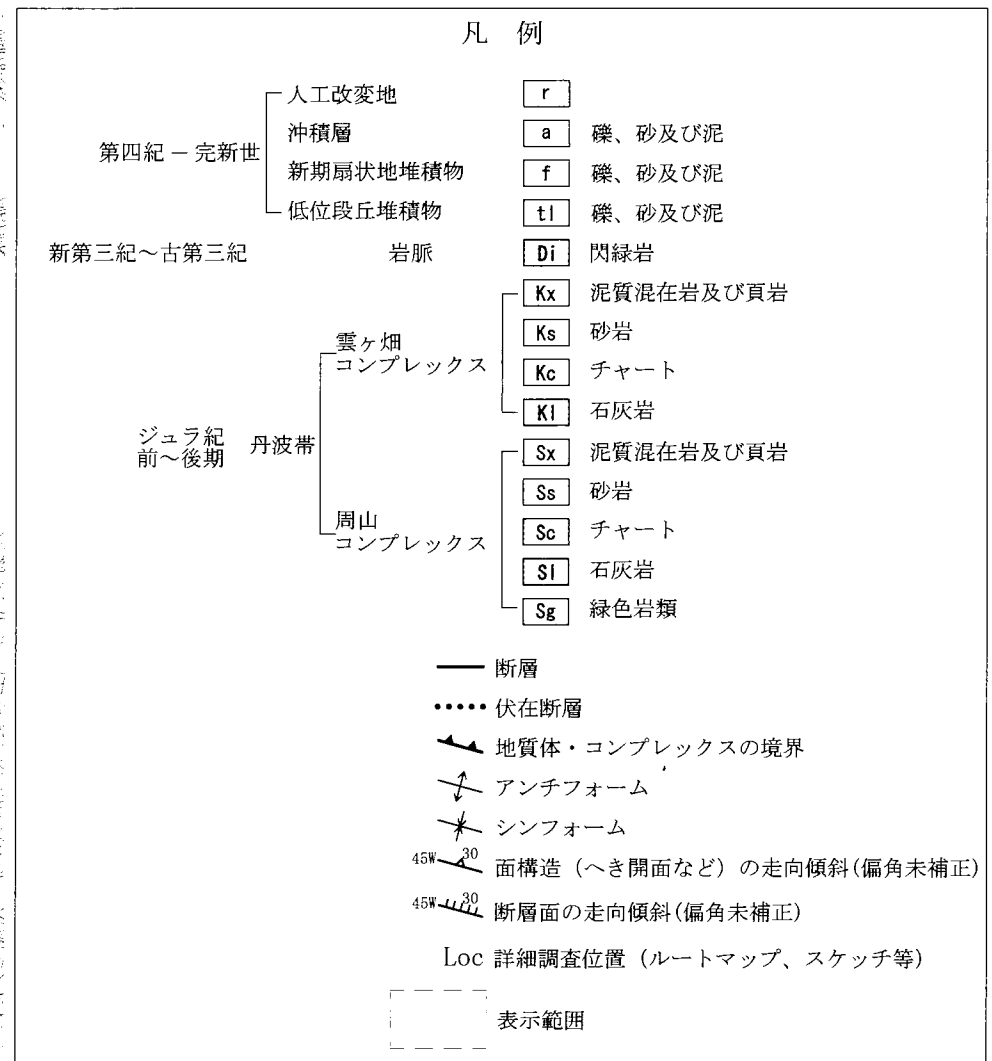 凡 例
人工改変地 r
沖積層 a 礫、砂及び泥
第四紀 − 完新世
新期扇状地堆積物 f 礫、砂及び泥
低位段丘堆積物 tl 礫、砂及び泥
新第三紀～古第三紀 岩脈 Di 閃緑岩
Kx 泥質混在岩及び頁岩
Ks 砂岩
雲ヶ畑
コンプレックス
Kc チャート
Kl 石灰岩
ジュラ紀
前～後期
丹波帯
Sx 泥質混在岩及び頁岩
Ss 砂岩
周山
コンプレックス
Sc チャート
Sl 石灰岩
Sg 緑色岩類
断層
伏在断層
地質体・コンプレックスの境界
アンチフォーム
シンフォーム
45W 30 面構造（へき開面など）の走向傾斜(偏角未補正)
45W 30 断層面の走向傾斜(偏角未補正)
Loc 詳細調査位置（ルートマップ、スケッチ等）
表示範囲